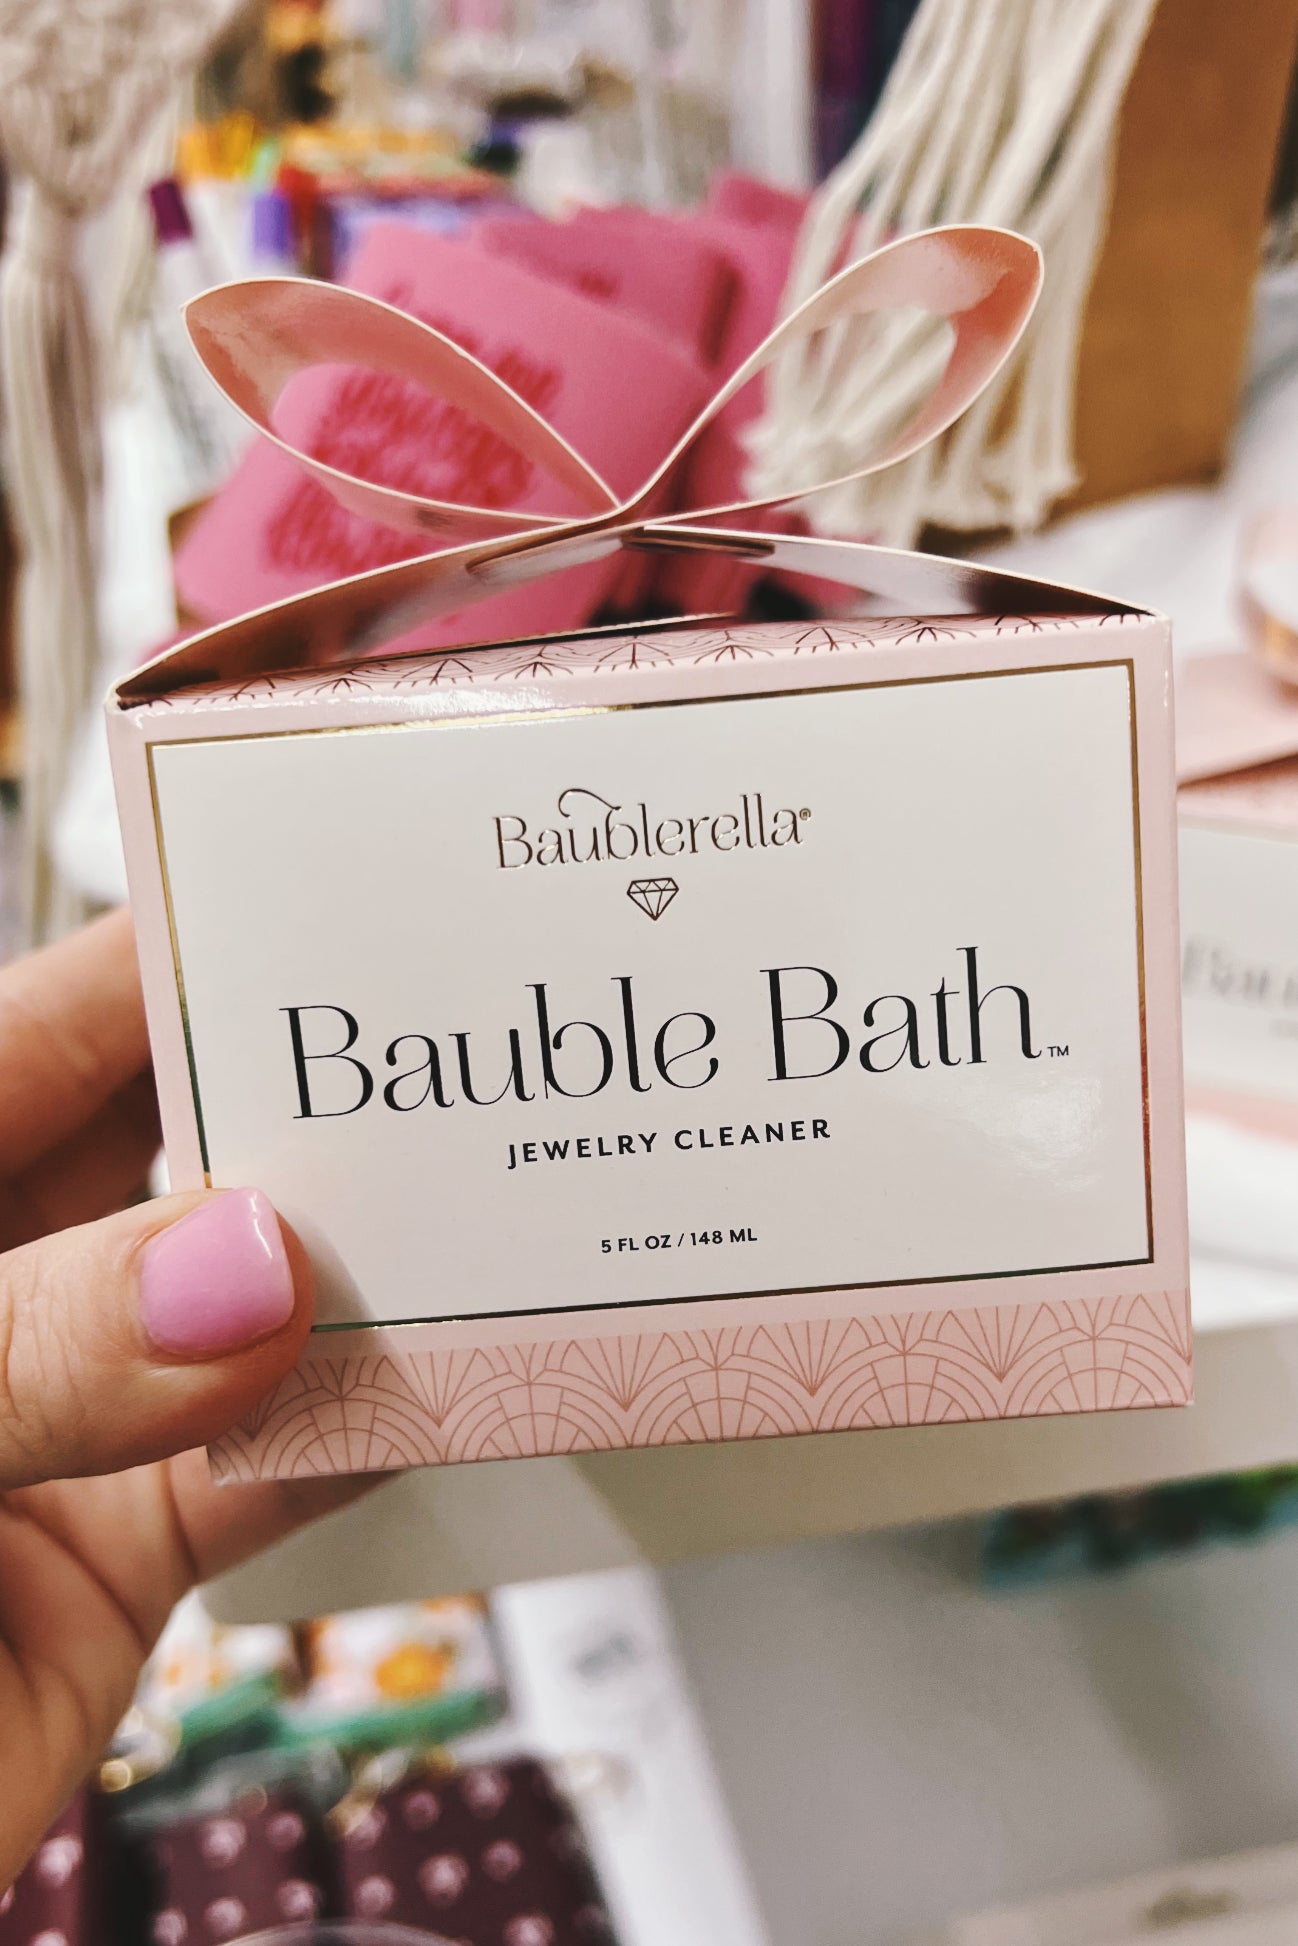 Baublerella®
Bauble Bath™
JEWELRY CLEANER
5 FL OZ / 148 ML